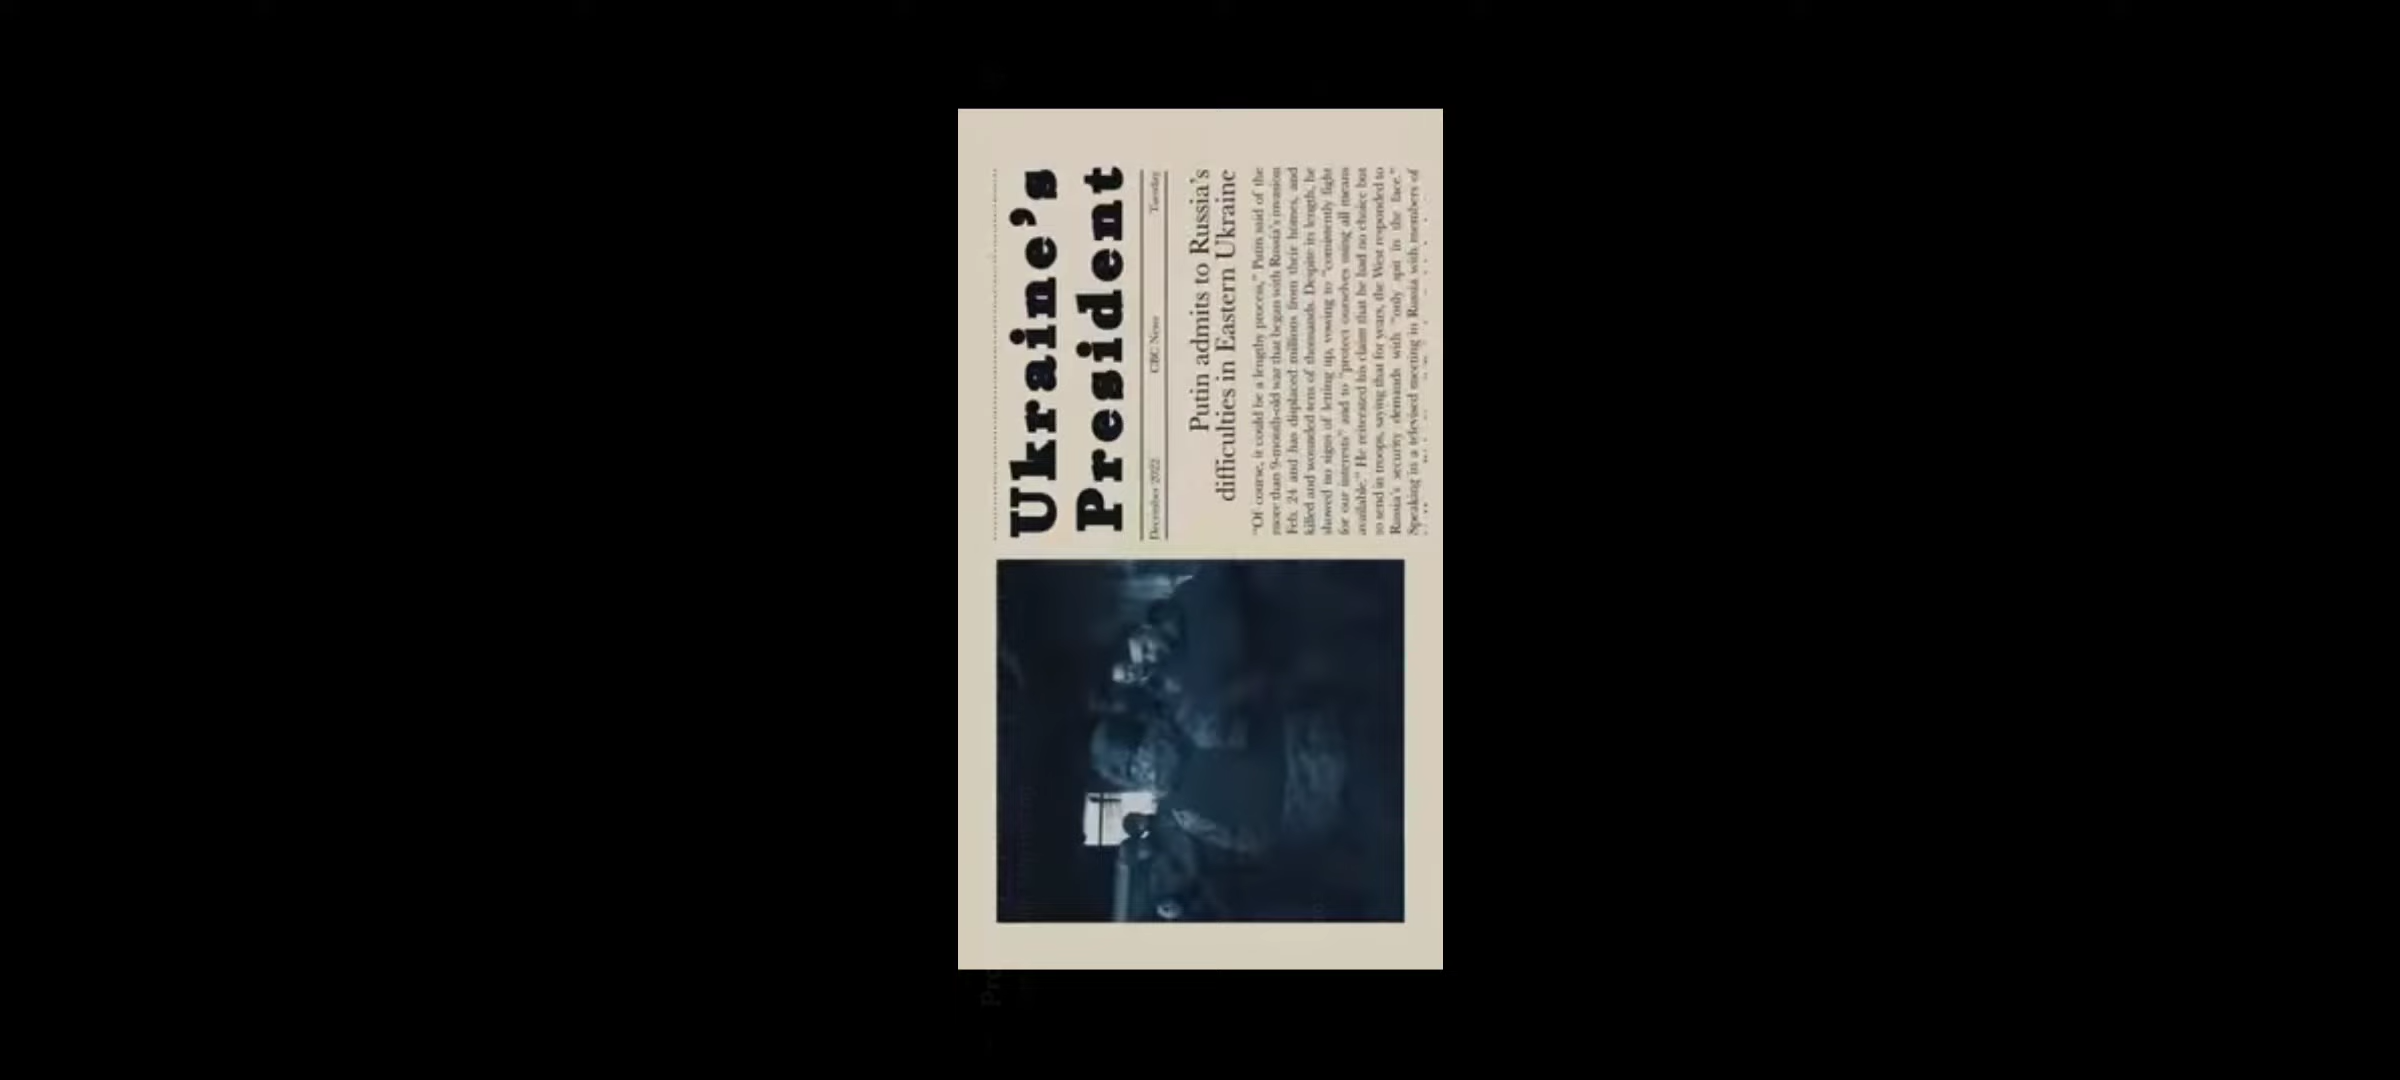 Ukraine's
President
December 2022 CBC News Tuesday
Putin admits to Russia's
difficulties in Eastern Ukraine
"Of course, it could be a lengthy process," Putin said of the
more than 9-month-old war that began with Russia's invasion
Feb. 24 and has displaced millions from their homes, and
killed and wounded tens of thousands. Despite its length, he
showed no signs of letting up, vowing to "consistently fight
for our interests" and to "protect ourselves using all means
available." He reiterated his claim that he had no choice but
to send in troops, saying that for years, the West responded to
Russia's security demands with "only spit in the face."
Speaking in a televised meeting in Russia with members of